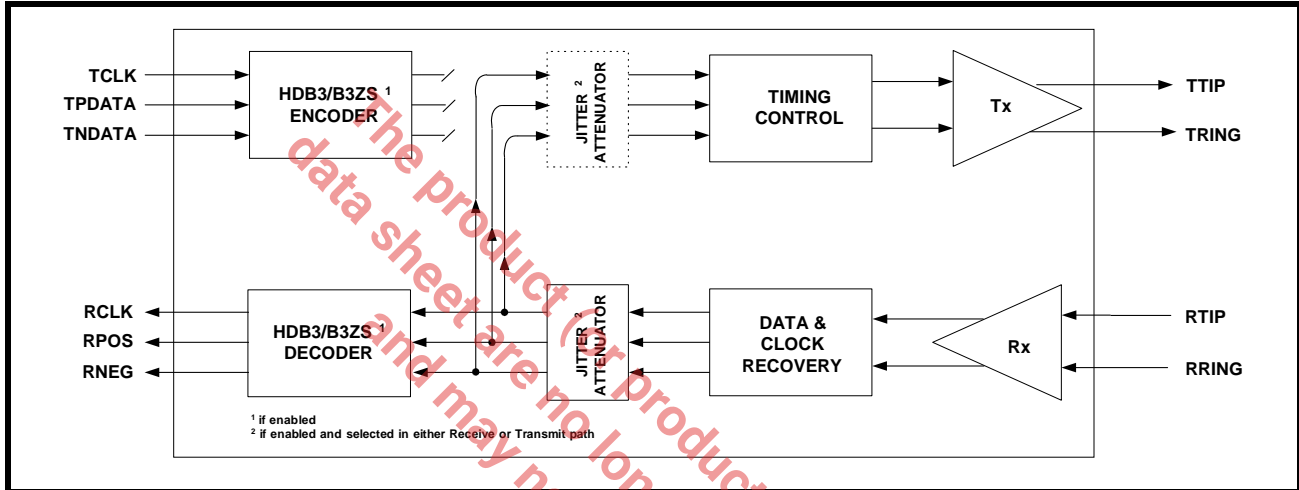 TCLK
TPDATA
TNDATA
HDB3/B3ZS 1
ENCODER
JITTER 2
ATTENUATOR
TIMING
CONTROL
Tx
TTIP
TRING
RCLK
RPOS
RNEG
HDB3/B3ZS 1
DECODER
JITTER 2
ATTENUATOR
DATA &
CLOCK
RECOVERY
Rx
RTIP
RRING
1 if enabled
2 if enabled and selected in either Receive or Transmit path
The product (or product
data sheet are no lon
and may n